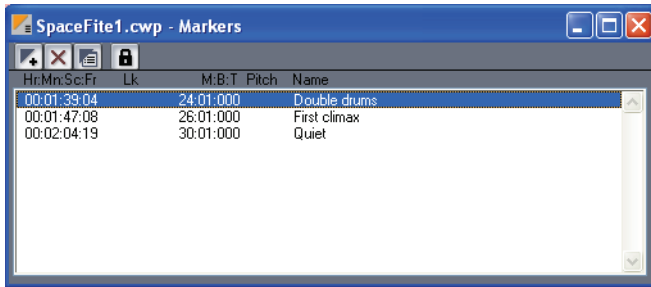 SpaceFite1.cwp - Markers
Hr:Mn:Sc:Fr Lk M:B:T Pitch Name
00:01:39:04 24:01:000 Double drums
00:01:47:08 26:01:000 First climax
00:02:04:19 30:01:000 Quiet